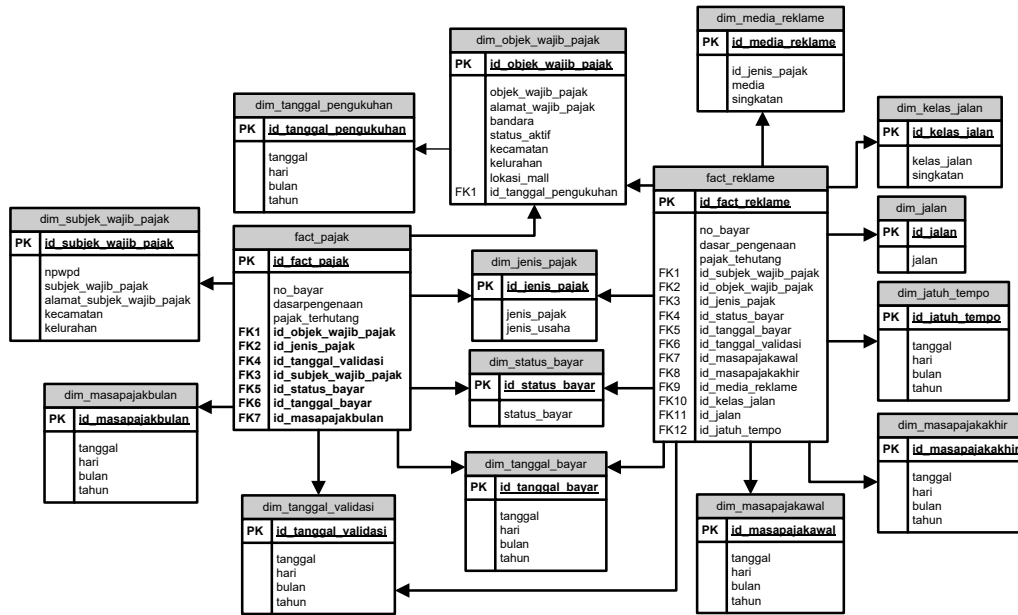 dim_media_reklame
PK id_media_reklame
id_jenis_pajak
media
singkatan
dim_objek_wajib_pajak
PK id_objek_wajib_pajak
objek_wajib_pajak
alamat_wajib_pajak
bandara
status_aktif
kecamatan
kelurahan
lokasi_mall
FK1 id_tanggal_pengukuhan
dim_tanggal_pengukuhan
PK id_tanggal_pengukuhan
tanggal
hari
bulan
tahun
dim_kelas_jalan
PK id_kelas_jalan
kelas_jalan
singkatan
fact_reklame
PK id_fact_reklame
no_bayar
dasar_pengenaan
pajak_tehutang
FK1 id_subjek_wajib_pajak
FK2 id_objek_wajib_pajak
FK3 id_jenis_pajak
FK4 id_status_bayar
FK5 id_tanggal_bayar
FK6 id_tanggal_validasi
FK7 id_masapajakawal
FK8 id_masapajakakhir
FK9 id_media_reklame
FK10 id_kelas_jalan
FK11 id_jalan
FK12 id_jatuh_tempo
dim_jalan
PK id_jalan
jalan
dim_subjek_wajib_pajak
PK id_subjek_wajib_pajak
npwpd
subjek_wajib_pajak
alamat_subjek_wajib_pajak
kecamatan
kelurahan
fact_pajak
PK id_fact_pajak
no_bayar
dasarpengenaan
pajak_terhutang
FK1 id_objek_wajib_pajak
FK2 id_jenis_pajak
FK4 id_tanggal_validasi
FK3 id_subjek_wajib_pajak
FK5 id_status_bayar
FK6 id_tanggal_bayar
FK7 id_masapajakbulan
dim_jenis_pajak
PK id_jenis_pajak
jenis_pajak
jenis_usaha
dim_jatuh_tempo
PK id_jatuh_tempo
tanggal
hari
bulan
tahun
dim_status_bayar
PK id_status_bayar
status_bayar
dim_masapajakbulan
PK id_masapajakbulan
tanggal
hari
bulan
tahun
dim_masapajakakhir
PK id_masapajakakhir
tanggal
hari
bulan
tahun
dim_tanggal_bayar
PK id_tanggal_bayar
tanggal
hari
bulan
tahun
dim_tanggal_validasi
PK id_tanggal_validasi
tanggal
hari
bulan
tahun
dim_masapajakawal
PK id_masapajakawal
tanggal
hari
bulan
tahun